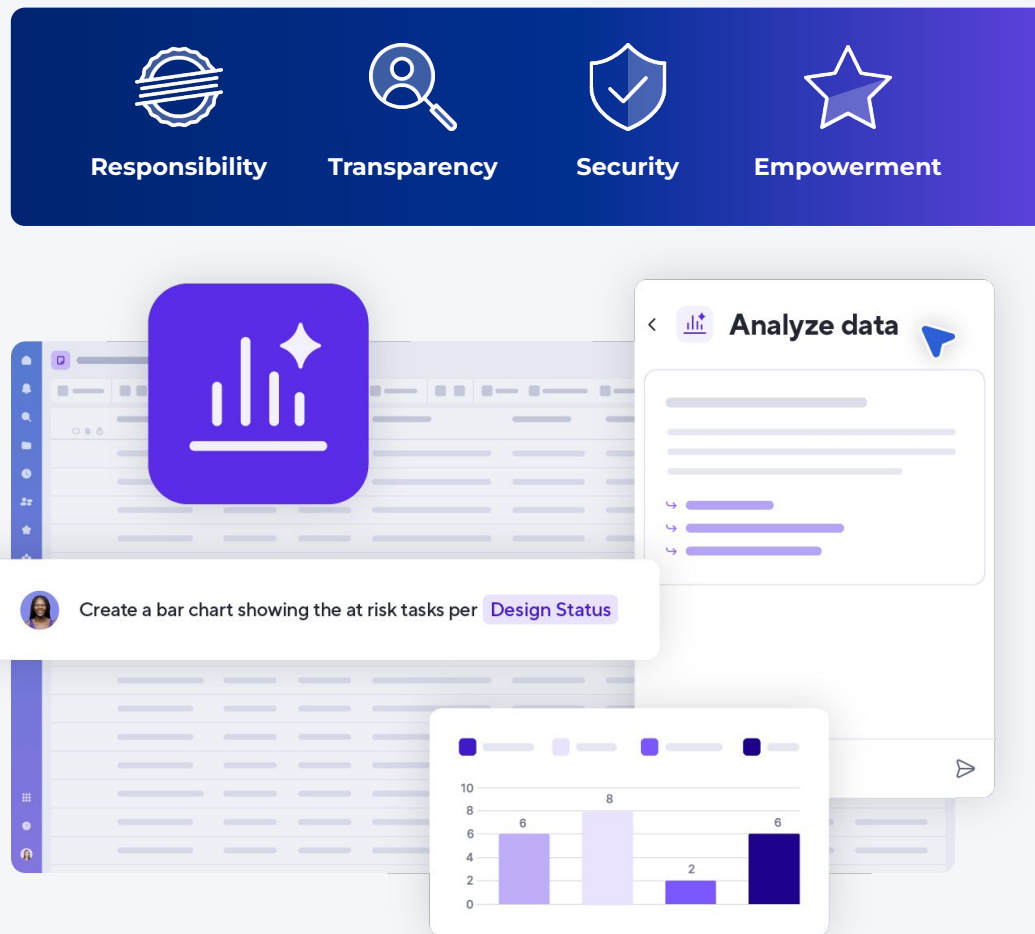 Responsibility
Transparency
Security
Empowerment
Analyze data
Create a bar chart showing the at risk tasks per Design Status
10
8
6
4
2
0
6
8
2
6